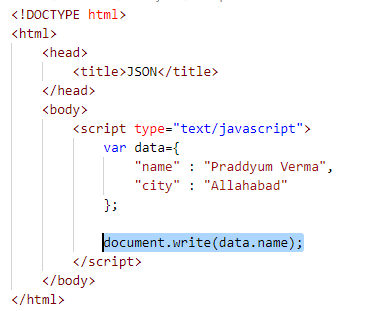 <!DOCTYPE html>
<html>
    <head>
        <title>JSON</title>
    </head>
    <body>
        <script type="text/javascript">
            var data={
                "name" : "Praddyum Verma",
                "city" : "Allahabad"
            };

            document.write(data.name);
        </script>
    </body>
</html>